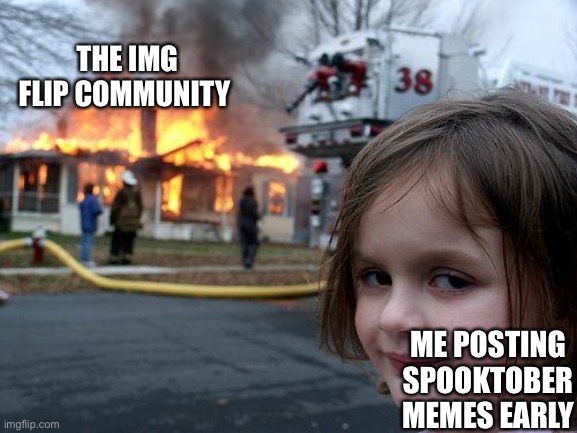 THE IMG
FLIP COMMUNITY
38
ME POSTING
SPOOKTOBER
MEMES EARLY
imgflip.com